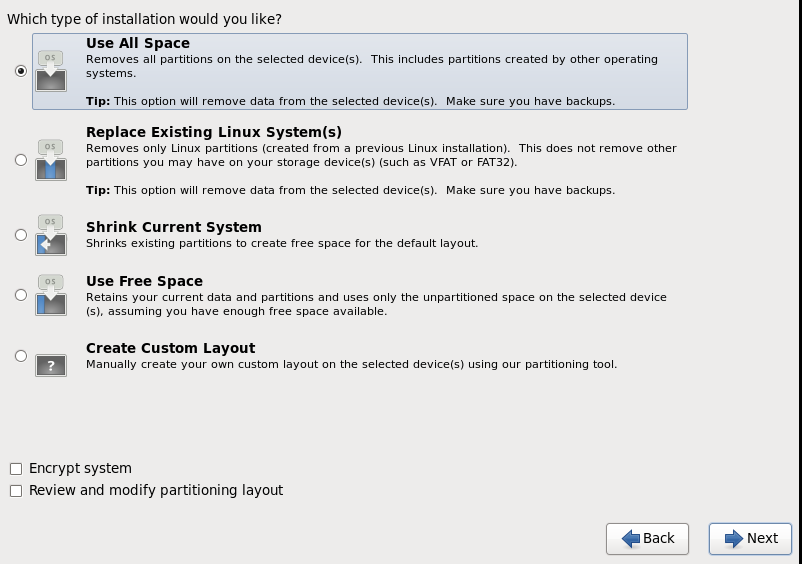 Which type of installation would you like?
OS
Use All Space
Removes all partitions on the selected device(s).  This includes partitions created by other operating
systems.
Tip: This option will remove data from the selected device(s).  Make sure you have backups.
OS
Replace Existing Linux System(s)
Removes only Linux partitions (created from a previous Linux installation).  This does not remove other
partitions you may have on your storage device(s) (such as VFAT or FAT32).
Tip: This option will remove data from the selected device(s).  Make sure you have backups.
OS
Shrink Current System
Shrinks existing partitions to create free space for the default layout.
OS
Use Free Space
Retains your current data and partitions and uses only the unpartitioned space on the selected device
(s), assuming you have enough free space available.
?
Create Custom Layout
Manually create your own custom layout on the selected device(s) using our partitioning tool.
Encrypt system
Review and modify partitioning layout
Back
Next